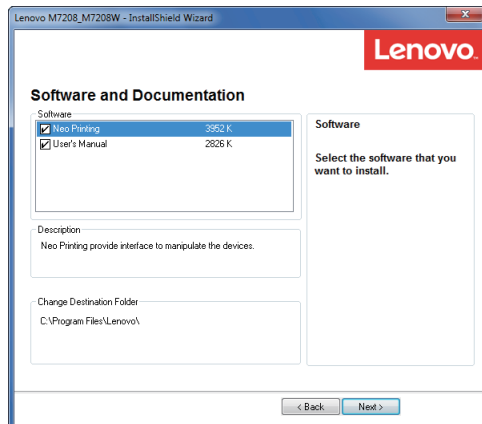 Lenovo M7208_M7208W - InstallShield Wizard
Lenovo.
Software and Documentation
Software
Neo Printing 3952 K
User's Manual 2826 K
Software
Select the software that you
want to install.
Description
Neo Printing provide interface to manipulate the devices.
Change Destination Folder
C:\Program Files\Lenovo\
< Back
Next >